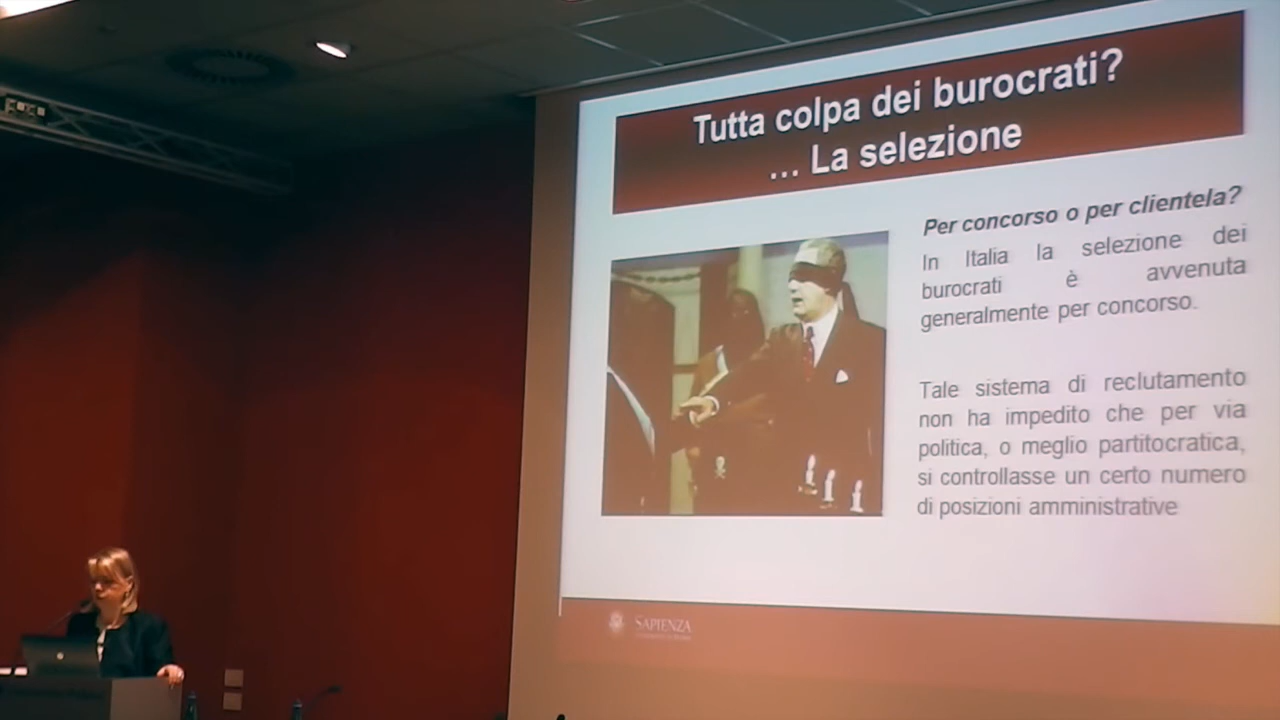 Tutta colpa dei burocrati?
... La selezione
Per concorso o per clientela?
In Italia la selezione dei
burocrati è avvenuta
generalmente per concorso.
Tale sistema di reclutamento
non ha impedito che per via
politica, o meglio partitocratica,
si controllasse un certo numero
di posizioni amministrative
SAPIENZA